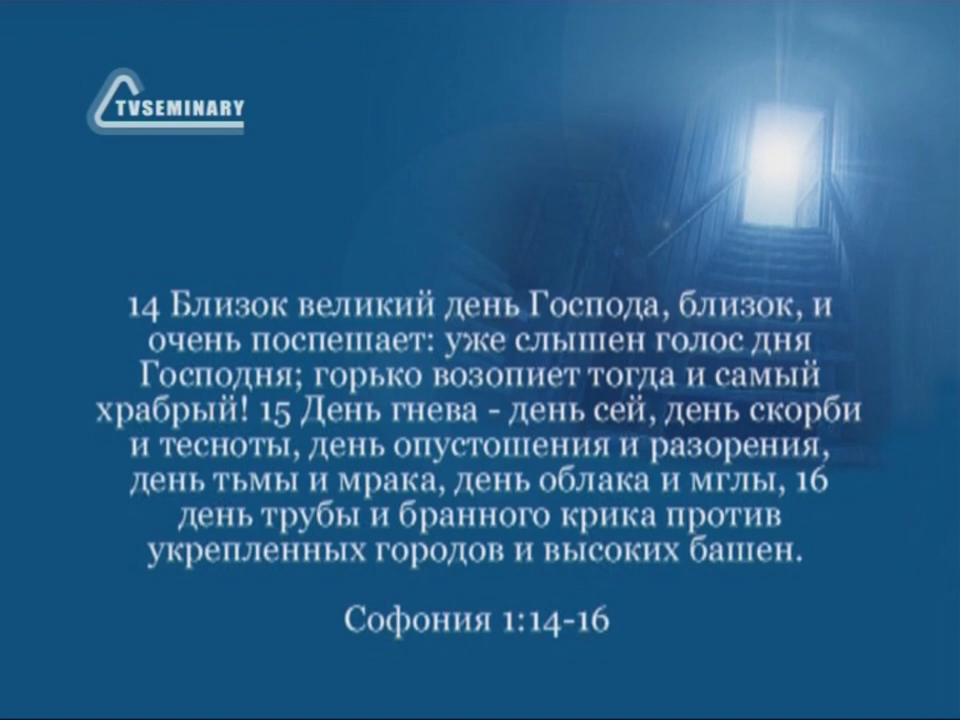 TVSEMINARY
14 Близок великий день Господа, близок, и
очень поспешает: уже слышен голос дня
Господня; горько возопиет тогда и самый
храбрый! 15 День гнева - день сей, день скорби
и тесноты, день опустошения и разорения,
день тьмы и мрака, день облака и мглы, 16
день трубы и бранного крика против
укрепленных городов и высоких башен.
Софония 1:14-16